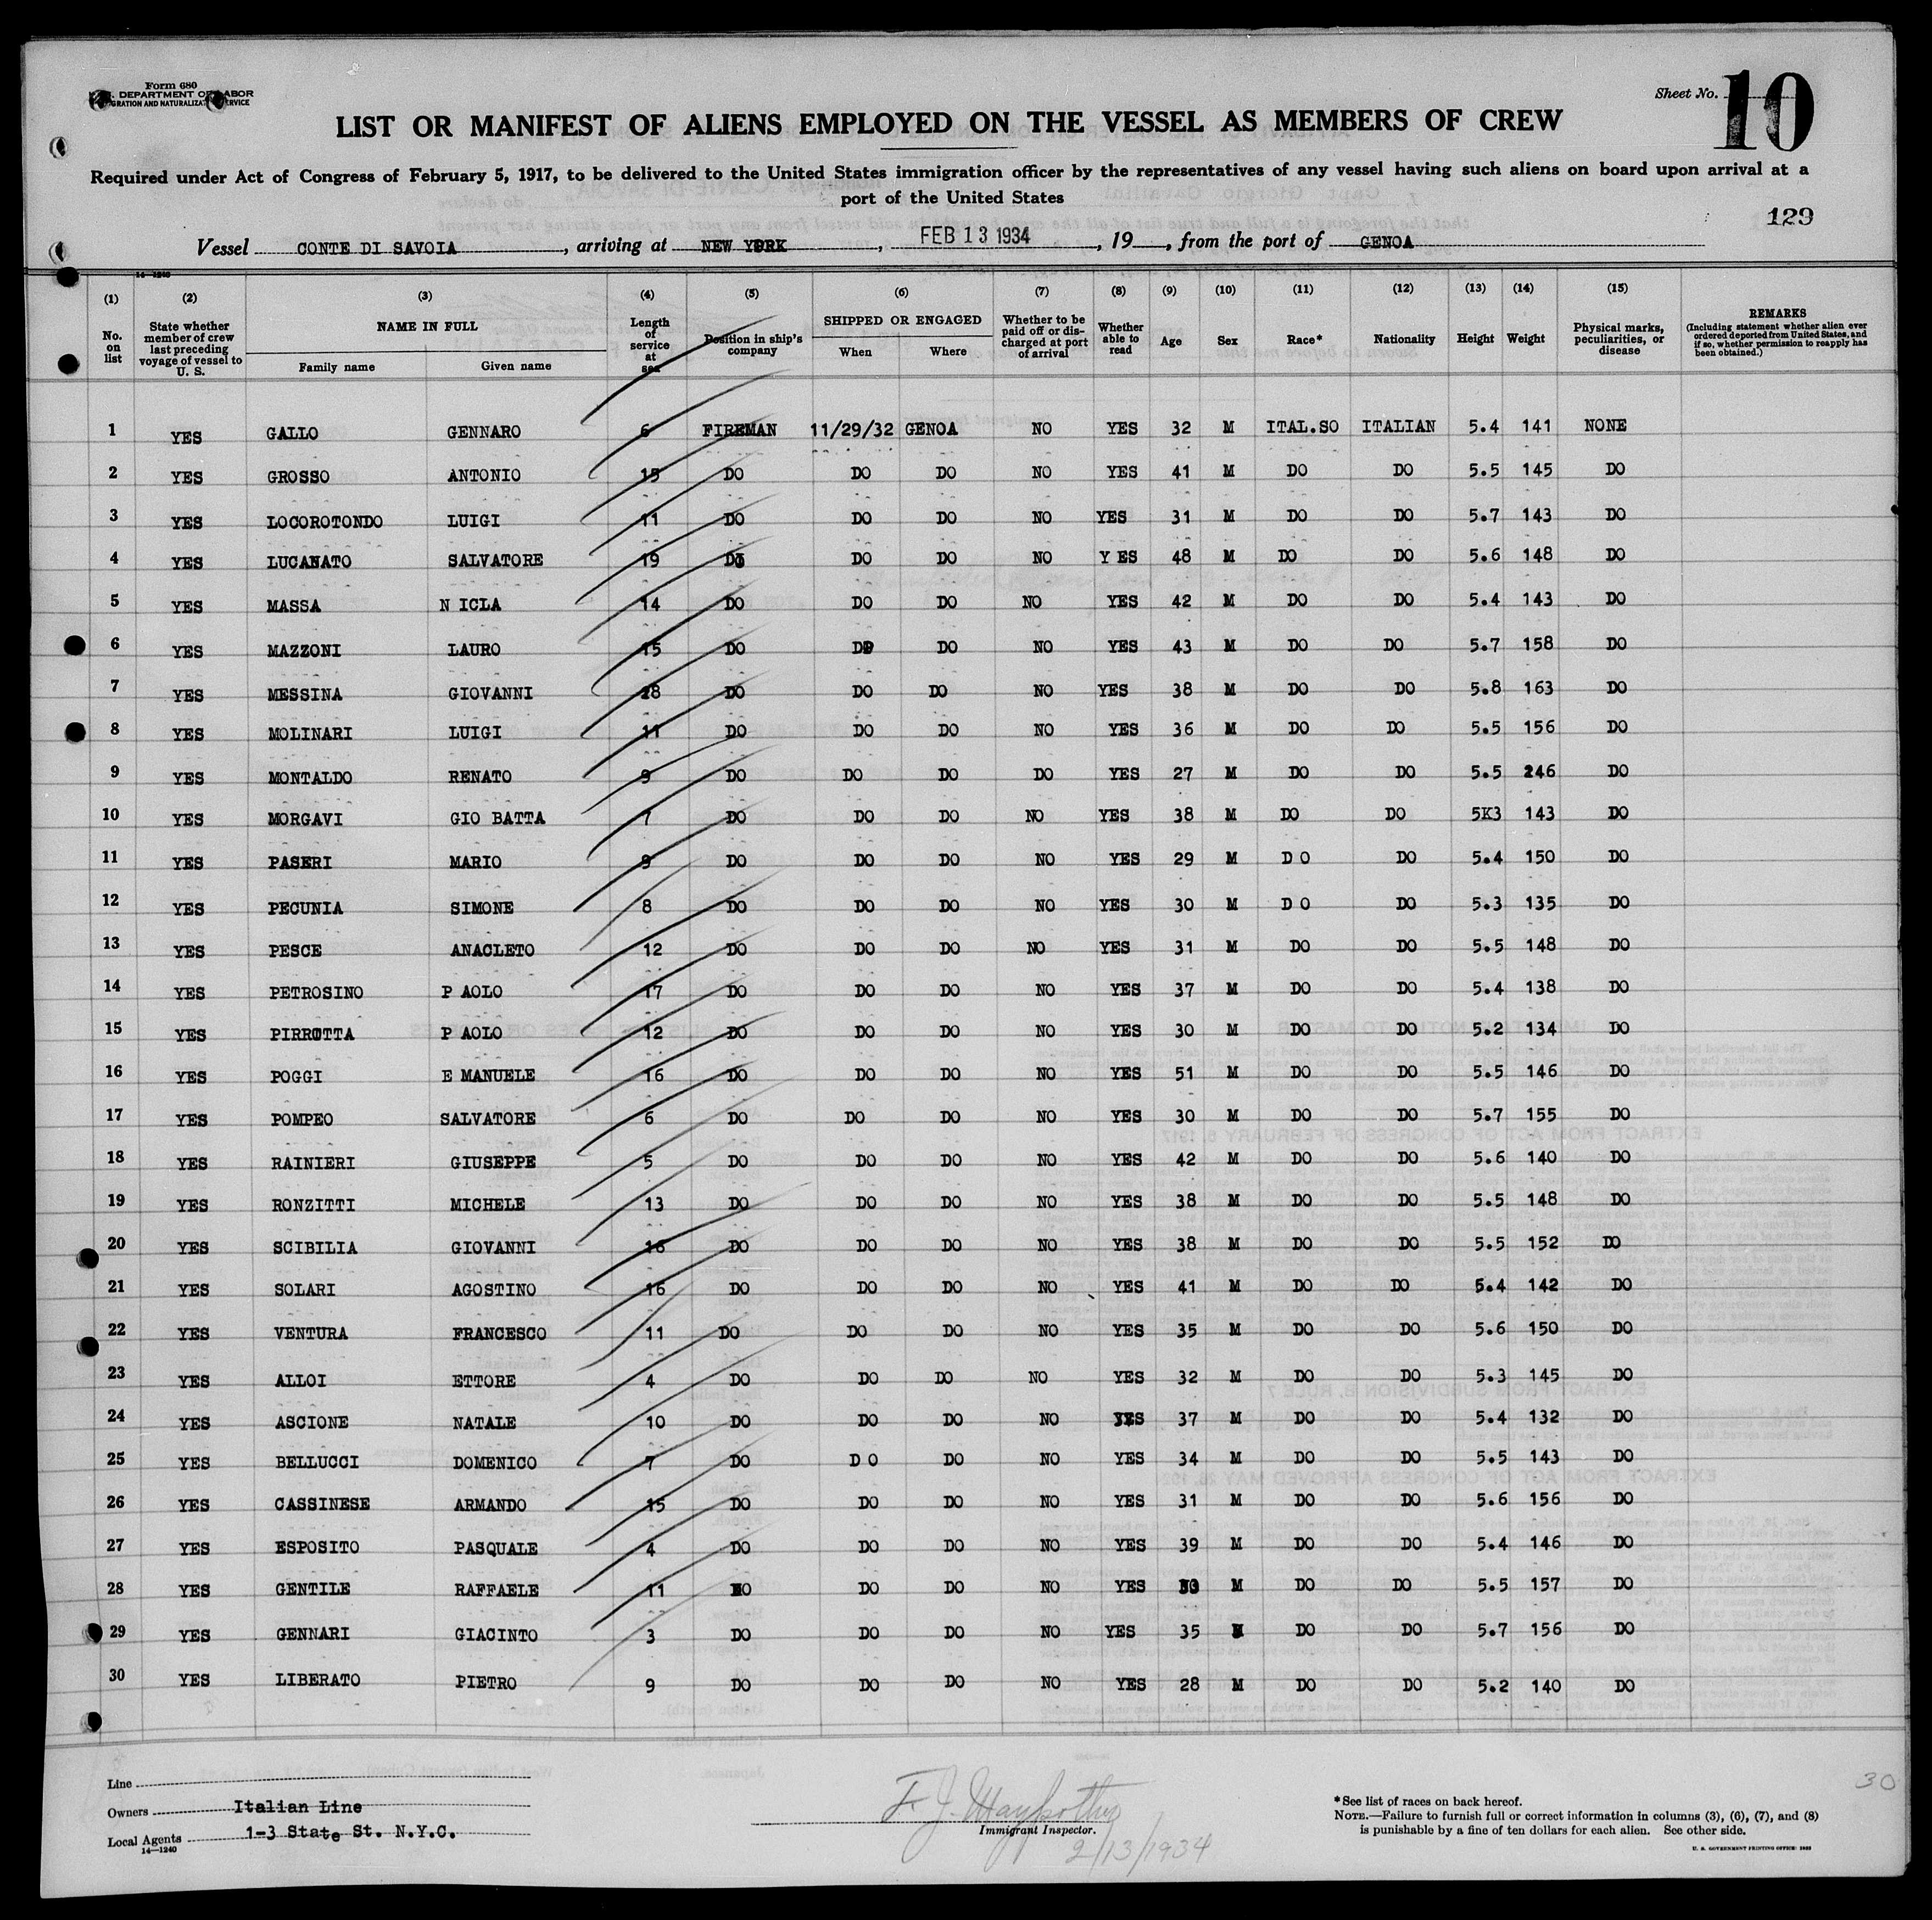 Form 680
DEPARTMENT OF LABOR
IMMIGRATION AND NATURALIZATION SERVICE
Sheet No. 10
LIST OR MANIFEST OF ALIENS EMPLOYED ON THE VESSEL AS MEMBERS OF CREW
Required under Act of Congress of February 5, 1917, to be delivered to the United States immigration officer by the representatives of any vessel having such aliens on board upon arrival at a
port of the United States
129
Vessel CONTE DI SAVOIA, arriving at NEW YORK, FEB 13 1934, 19, from the port of GENOA
14-1240
(1) No. on list (2) State whether member of crew last preceding voyage of vessel to U. S. (3) NAME IN FULL Family name Given name (4) Length of service at sea (5) Position in ship's company (6) SHIPPED OR ENGAGED When Where (7) Whether to be paid off or discharged at port of arrival (8) Whether able to read (9) Age (10) Sex (11) Race* (12) Nationality (13) Height (14) Weight (15) Physical marks, peculiarities, or disease REMARKS (Including statement whether alien ever ordered deported from United States, and if so, whether permission to reapply has been obtained.)
1 YES GALLO GENNARO 6 FIREMAN 11/29/32 GENOA NO YES 32 M ITAL.SO ITALIAN 5.4 141 NONE
2 YES GROSSO ANTONIO 15 DO DO DO NO YES 41 M DO DO 5.5 145 DO
3 YES LOCOROTONDO LUIGI 11 DO DO DO NO YES 31 M DO DO 5.7 143 DO
4 YES LUCANATO SALVATORE 19 DO DO DO NO Y ES 48 M DO DO 5.6 148 DO
5 YES MASSA N ICLA 14 DO DO DO NO YES 42 M DO DO 5.4 143 DO
6 YES MAZZONI LAURO 15 DO DO DO NO YES 43 M DO DO 5.7 158 DO
7 YES MESSINA GIOVANNI 28 DO DO DO NO YES 38 M DO DO 5.8 163 DO
8 YES MOLINARI LUIGI 11 DO DO DO NO YES 36 M DO DO 5.5 156 DO
9 YES MONTALDO RENATO 9 DO DO DO DO YES 27 M DO DO 5.5 246 DO
10 YES MORGAVI GIO BATTA 7 DO DO DO NO YES 38 M DO DO 5K3 143 DO
11 YES PASERI MARIO 9 DO DO DO NO YES 29 M D O DO 5.4 150 DO
12 YES PECUNIA SIMONE 8 DO DO DO NO YES 30 M D O DO 5.3 135 DO
13 YES PESCE ANACLETO 12 DO DO DO NO YES 31 M DO DO 5.5 148 DO
14 YES PETROSINO P AOLO 17 DO DO DO NO YES 37 M DO DO 5.4 138 DO
15 YES PIRROTTA P AOLO 12 DO DO DO NO YES 30 M DO DO 5.2 134 DO
16 YES POGGI E MANUELE 16 DO DO DO NO YES 51 M DO DO 5.5 146 DO
17 YES POMPEO SALVATORE 6 DO DO DO NO YES 30 M DO DO 5.7 155 DO
18 YES RAINIERI GIUSEPPE 5 DO DO DO NO YES 42 M DO DO 5.6 140 DO
19 YES RONZITTI MICHELE 13 DO DO DO NO YES 38 M DO DO 5.5 148 DO
20 YES SCIBILIA GIOVANNI 16 DO DO DO NO YES 38 M DO DO 5.5 152 DO
21 YES SOLARI AGOSTINO 16 DO DO DO NO YES 41 M DO DO 5.4 142 DO
22 YES VENTURA FRANCESCO 11 DO DO DO NO YES 35 M DO DO 5.6 150 DO
23 YES ALLOI ETTORE 4 DO DO DO NO YES 32 M DO DO 5.3 145 DO
24 YES ASCIONE NATALE 10 DO DO DO NO YES 37 M DO DO 5.4 132 DO
25 YES BELLUCCI DOMENICO 7 DO D O DO NO YES 34 M DO DO 5.5 143 DO
26 YES CASSINESE ARMANDO 15 DO DO DO NO YES 31 M DO DO 5.6 156 DO
27 YES ESPOSITO PASQUALE 4 DO DO DO NO YES 39 M DO DO 5.4 146 DO
28 YES GENTILE RAFFAELE 11 DO DO DO NO YES M DO DO 5.5 157 DO
29 YES GENNARI GIACINTO 3 DO DO DO NO YES 35 M DO DO 5.7 156 DO
30 YES LIBERATO PIETRO 9 DO DO DO NO YES 28 M DO DO 5.2 140 DO
30
Line
Owners Italian Line
Local Agents 1-3 State St. N.Y.C.
14-1240
F. J.
Immigrant Inspector.
2/13/1934
*See list of races on back hereof.
NOTE.—Failure to furnish full or correct information in columns (3), (6), (7), and (8)
is punishable by a fine of ten dollars for each alien. See other side.
U. S. GOVERNMENT PRINTING OFFICE: